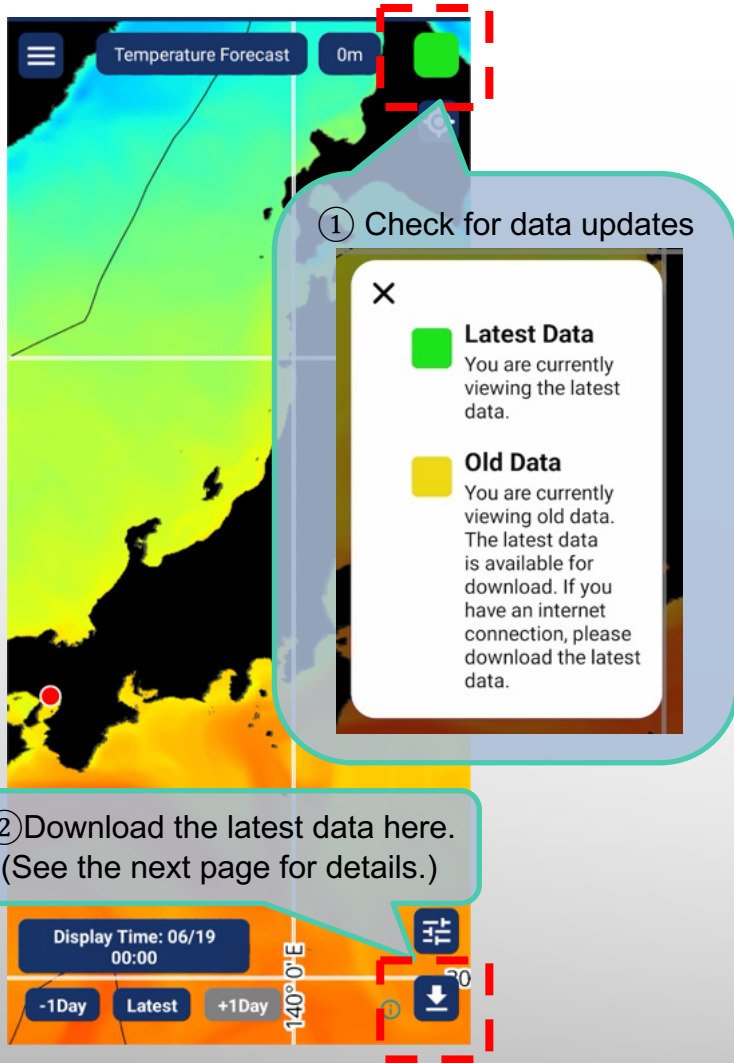 Temperature Forecast
0m
① Check for data updates
Latest Data
You are currently
viewing the latest
data.
Old Data
You are currently
viewing old data.
The latest data
is available for
download. If you
have an internet
connection, please
download the latest
data.
②Download the latest data here.
(See the next page for details.)
Display Time: 06/19
00:00
140° 0' E
30
-1Day
Latest
+1Day